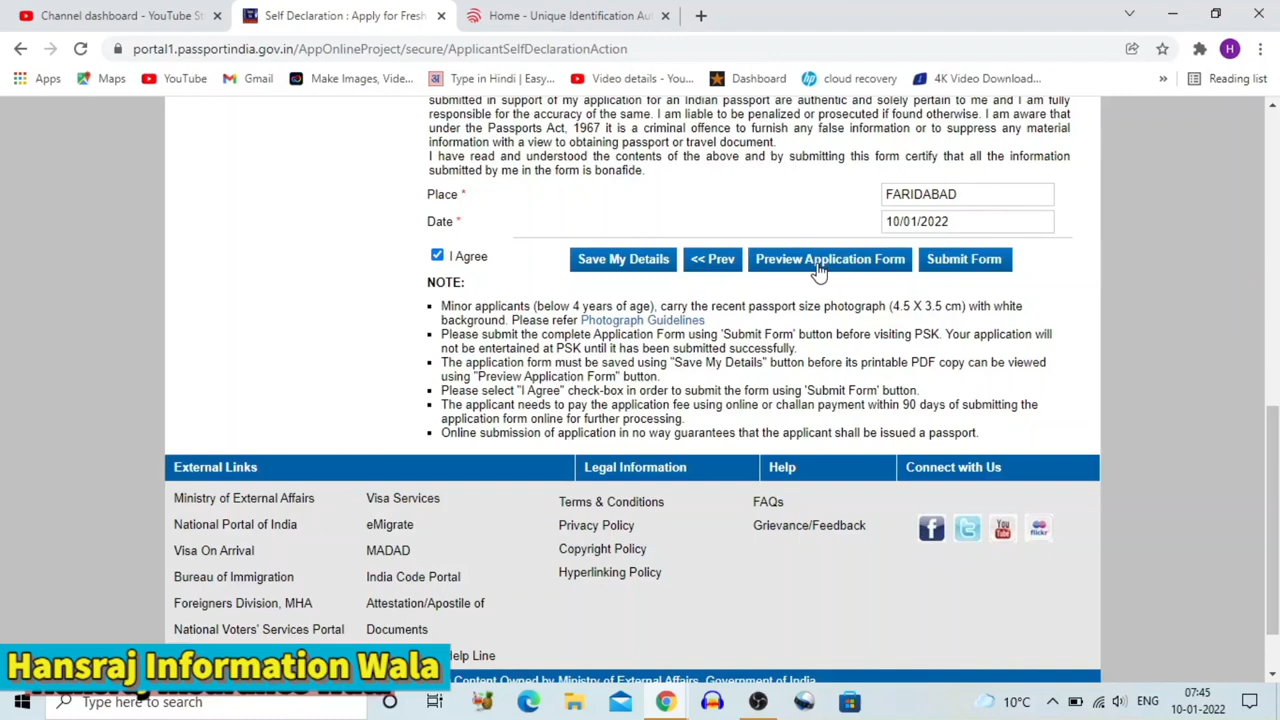 Channel dashboard - YouTube St
Self Declaration : Apply for Fresh
Home - Unique Identification Aut
portal1.passportindia.gov.in/AppOnlineProject/secure/ApplicantSelfDeclarationAction
H
Apps
Maps
YouTube
Gmail
Make Images, Vide...
Type in Hindi | Easy...
Video details - You...
Dashboard
cloud recovery
4K Video Download...
»
Reading list
submitted in support of my application for an Indian passport are authentic and solely pertain to me and I am fully
responsible for the accuracy of the same. I am liable to be penalized or prosecuted if found otherwise. I am aware that
under the Passports Act, 1967 it is a criminal offence to furnish any false information or to suppress any material
information with a view to obtaining passport or travel document.
I have read and understood the contents of the above and by submitting this form certify that all the information
submitted by me in the form is bonafide.
Place *
FARIDABAD
Date *
10/01/2022
I Agree
Save My Details
<< Prev
Preview Application Form
Submit Form
NOTE:
Minor applicants (below 4 years of age), carry the recent passport size photograph (4.5 X 3.5 cm) with white
background. Please refer Photograph Guidelines
Please submit the complete Application Form using 'Submit Form' button before visiting PSK. Your application will
not be entertained at PSK until it has been submitted successfully.
The application form must be saved using "Save My Details" button before its printable PDF copy can be viewed
using "Preview Application Form" button.
Please select "I Agree" check-box in order to submit the form using 'Submit Form' button.
The applicant needs to pay the application fee using online or challan payment within 90 days of submitting the
application form online for further processing.
Online submission of application in no way guarantees that the applicant shall be issued a passport.
External Links
Legal Information
Help
Connect with Us
Ministry of External Affairs
Visa Services
Terms & Conditions
FAQs
National Portal of India
eMigrate
Privacy Policy
Grievance/Feedback
Visa On Arrival
MADAD
Copyright Policy
Bureau of Immigration
India Code Portal
Hyperlinking Policy
Foreigners Division, MHA
Attestation/Apostile of
National Voters' Services Portal
Documents
elp Line
Content Owned by Ministry of External Affairs, Government of India.
Hansraj Information Wala
Type here to search
10°C
ENG
07:45
10-01-2022